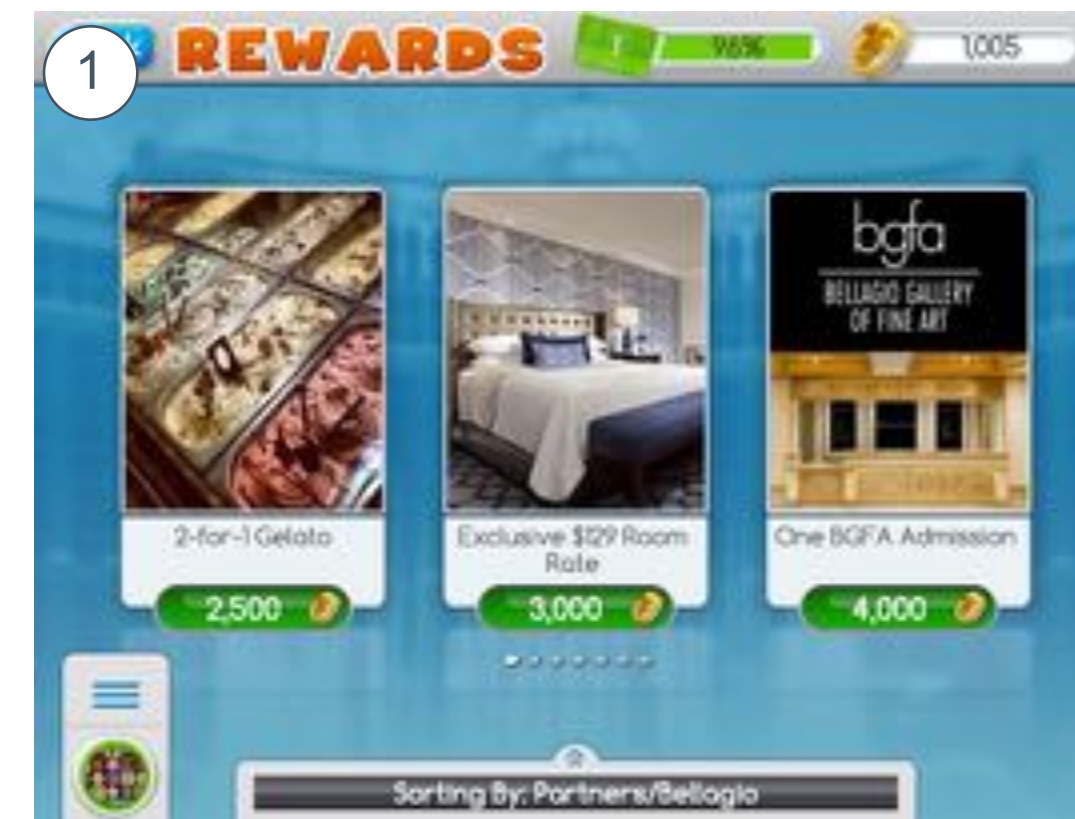 1
REWARDS
96%
1,005
bgfa
BELLAGIO GALLERY
OF FINE ART
2-for-1 Gelato
Exclusive $129 Room
Rate
One BGFA Admission
2,500
3,000
4,000
Sorting By: Partners/Bellagio